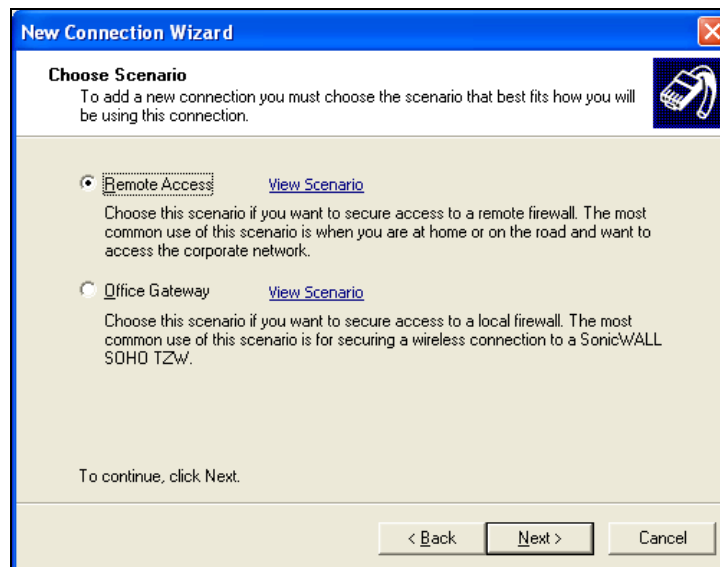 New Connection Wizard
Choose Scenario
To add a new connection you must choose the scenario that best fits how you will
be using this connection.
Remote Access View Scenario
Choose this scenario if you want to secure access to a remote firewall. The most
common use of this scenario is when you are at home or on the road and want to
access the corporate network.
Office Gateway View Scenario
Choose this scenario if you want to secure access to a local firewall. The most
common use of this scenario is for securing a wireless connection to a SonicWALL
SOHO TZW.
To continue, click Next.
< Back Next > Cancel